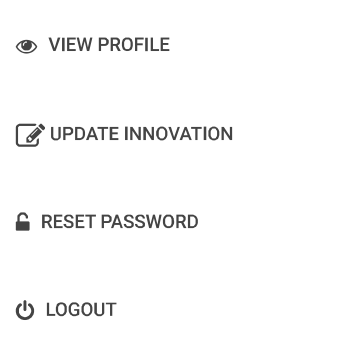 VIEW PROFILE
UPDATE INNOVATION
RESET PASSWORD
LOGOUT